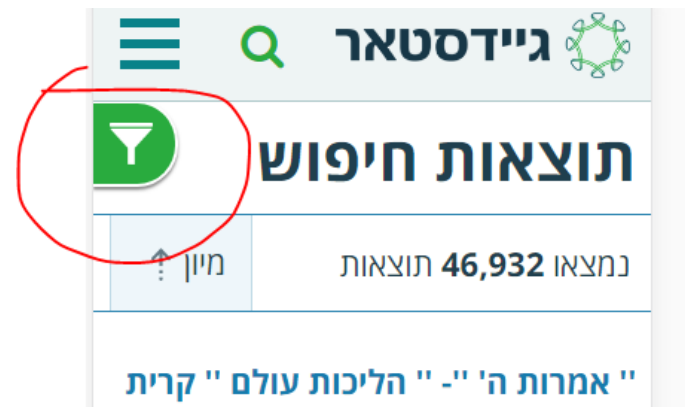 גיידסטאר
תוצאות חיפוש
נמצאו 46,932 תוצאות
מיון
'' אמרות ה' ''- '' הליכות עולם '' קרית